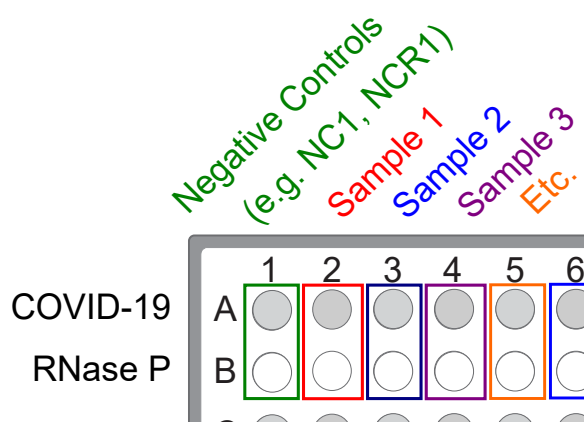 Negative Controls
(e.g. NC1, NCR1)
Sample 1
Sample 2
Sample 3
Etc.
1 2 3 4 5 6
COVID-19 A
RNase P B